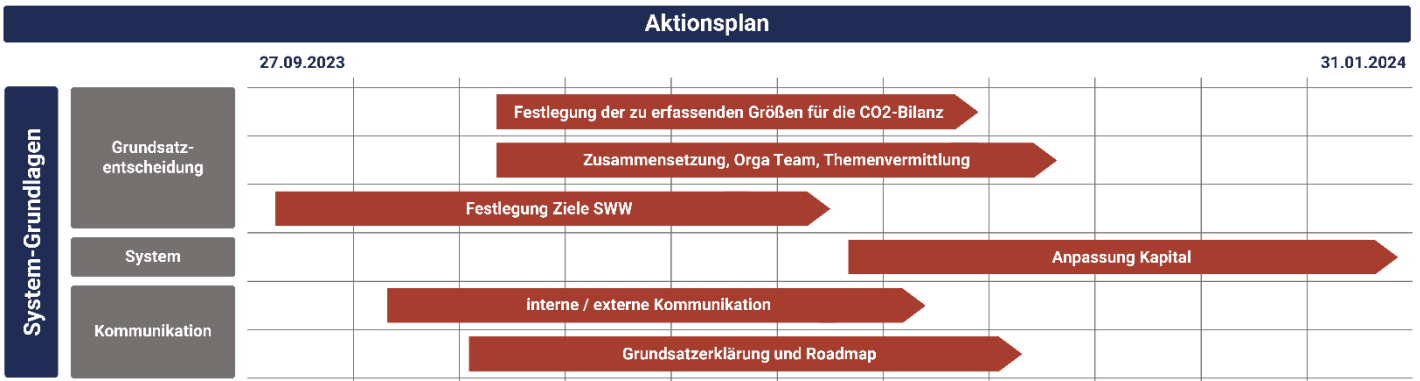 Aktionsplan
27.09.2023
31.01.2024
System-Grundlagen
Grundsatz-
entscheidung
Festlegung der zu erfassenden Größen für die CO2-Bilanz
Zusammensetzung, Orga Team, Themenvermittlung
Festlegung Ziele SWW
System
Anpassung Kapital
Kommunikation
interne / externe Kommunikation
Grundsatzerklärung und Roadmap